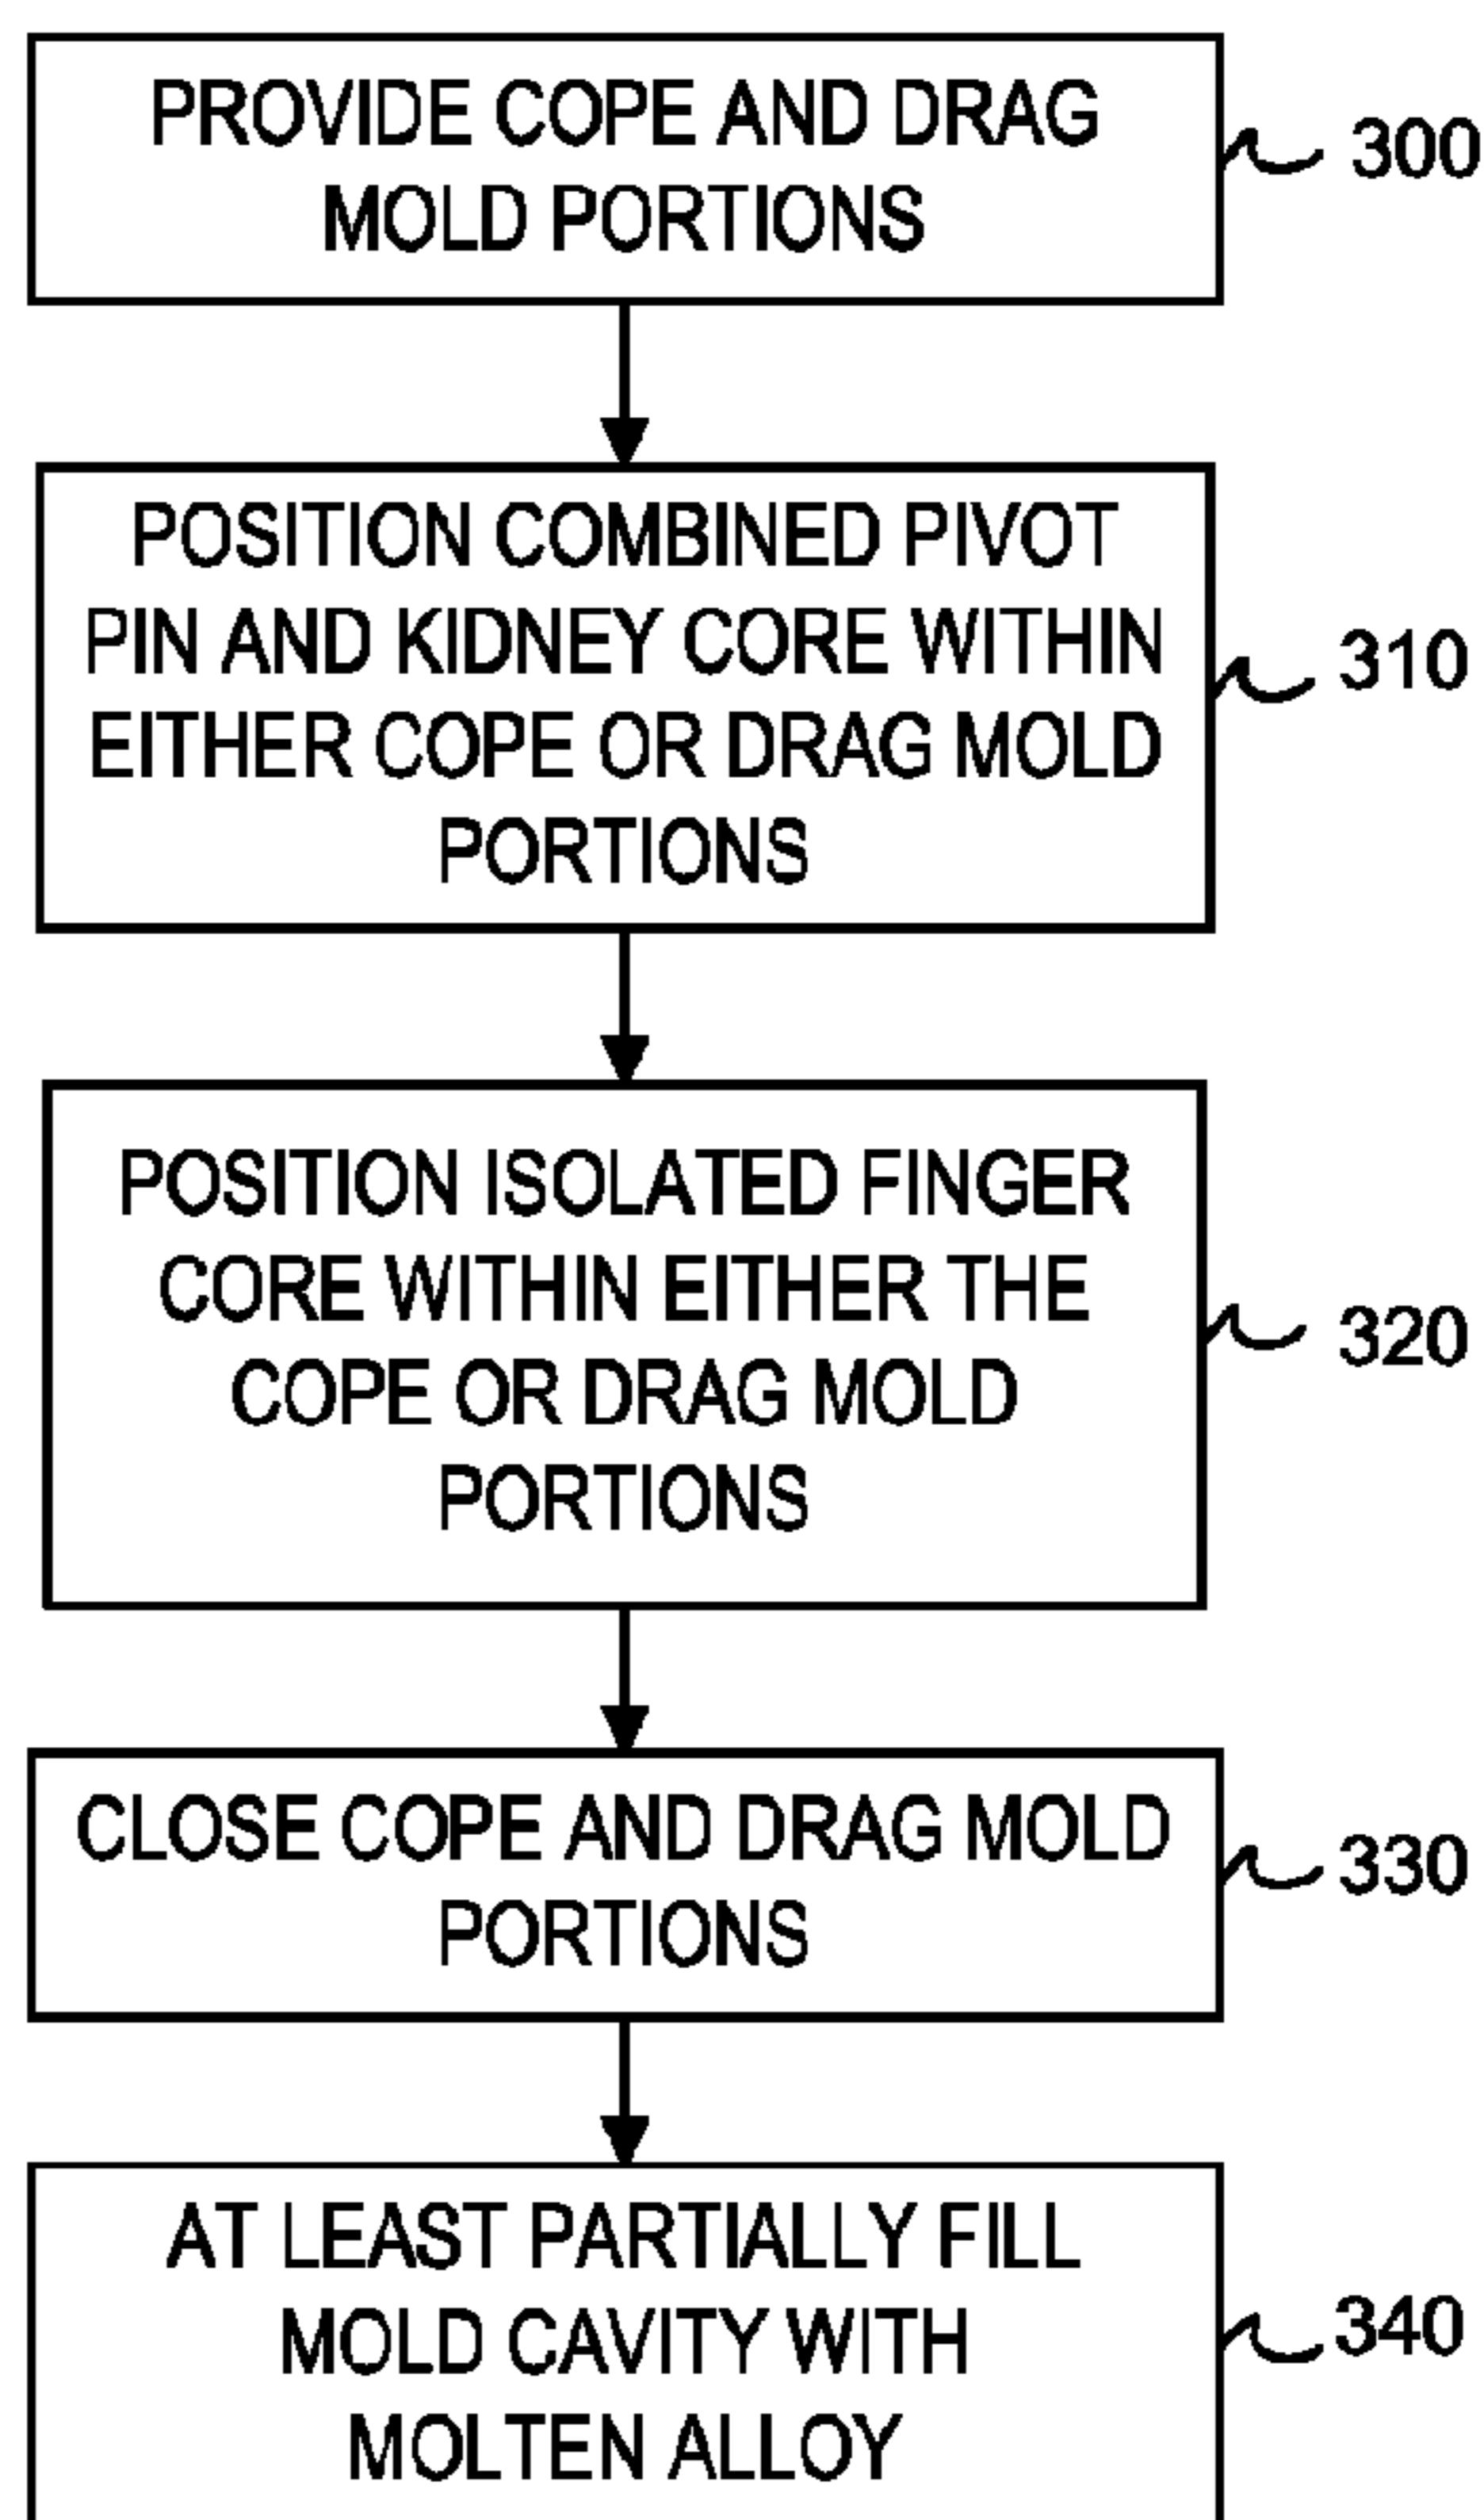 PROVIDE COPE AND DRAG
MOLD PORTIONS
300
POSITION COMBINED PIVOT
PIN AND KIDNEY CORE WITHIN
EITHER COPE OR DRAG MOLD
PORTIONS
310
POSITION ISOLATED FINGER
CORE WITHIN EITHER THE
COPE OR DRAG MOLD
PORTIONS
320
CLOSE COPE AND DRAG MOLD
PORTIONS
330
AT LEAST PARTIALLY FILL
MOLD CAVITY WITH
MOLTEN ALLOY
340